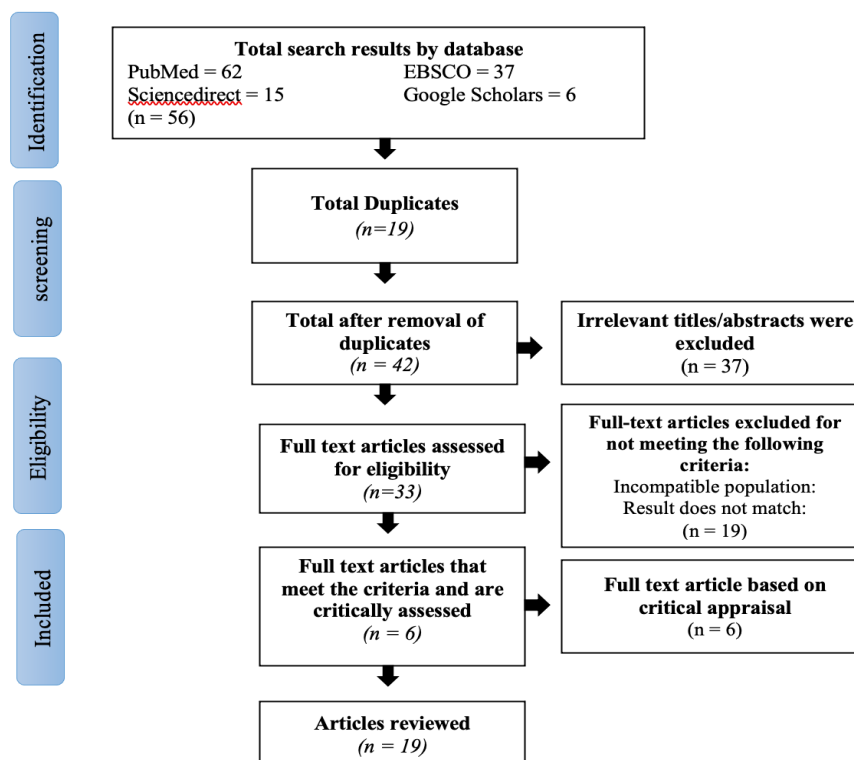 Identification
Total search results by database
PubMed = 62 EBSCO = 37
Sciencedirect = 15 Google Scholars = 6
(n = 56)
screening
Total Duplicates
(n=19)
Total after removal of
duplicates
(n = 42)
Irrelevant titles/abstracts were
excluded
(n = 37)
Eligibility
Full text articles assessed
for eligibility
(n=33)
Full-text articles excluded for
not meeting the following
criteria:
Incompatible population:
Result does not match:
(n = 19)
Included
Full text articles that
meet the criteria and are
critically assessed
(n = 6)
Full text article based on
critical appraisal
(n = 6)
Articles reviewed
(n = 19)